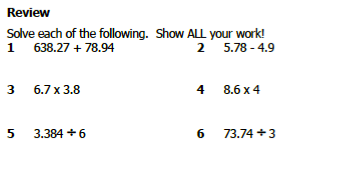 Review
Solve each of the following. Show ALL your work!
1 638.27 + 78.94 2 5.78 - 4.9
3 6.7 x 3.8 4 8.6 x 4
5 3.384 ÷ 6 6 73.74 ÷ 3